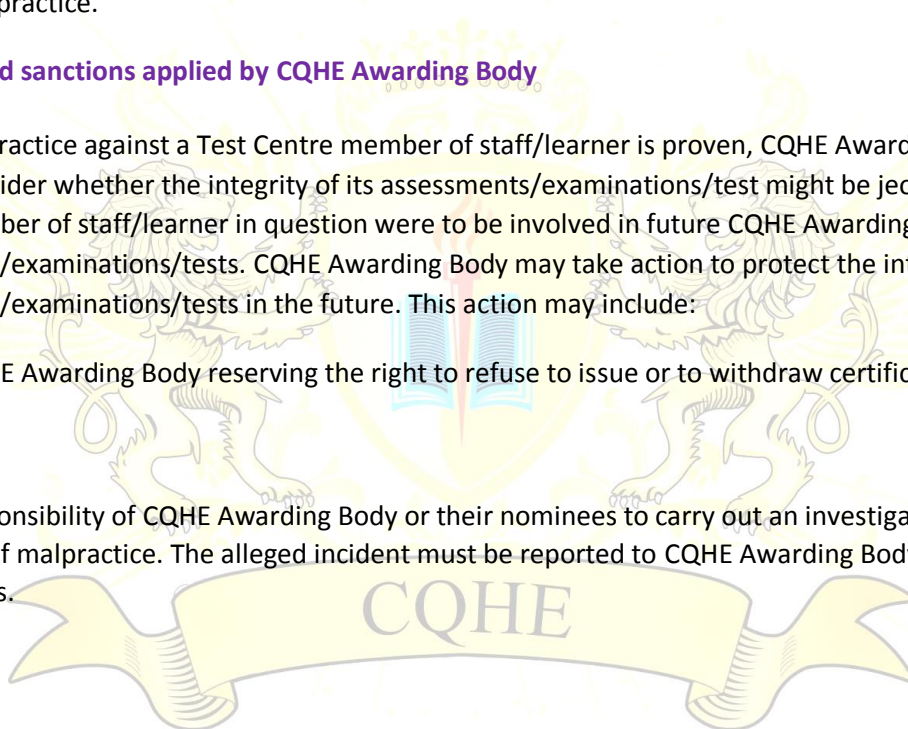 practice.
d sanctions applied by CQHE Awarding Body
ractice against a Test Centre member of staff/learner is proven, CQHE Award
ider whether the integrity of its assessments/examinations/test might be jeo
ber of staff/learner in question were to be involved in future CQHE Awarding
/examinations/tests. CQHE Awarding Body may take action to protect the int
/examinations/tests in the future. This action may include:
E Awarding Body reserving the right to refuse to issue or to withdraw certific
onsibility of CQHE Awarding Body or their nominees to carry out an investiga
f malpractice. The alleged incident must be reported to CQHE Awarding Body
s.
CQHE